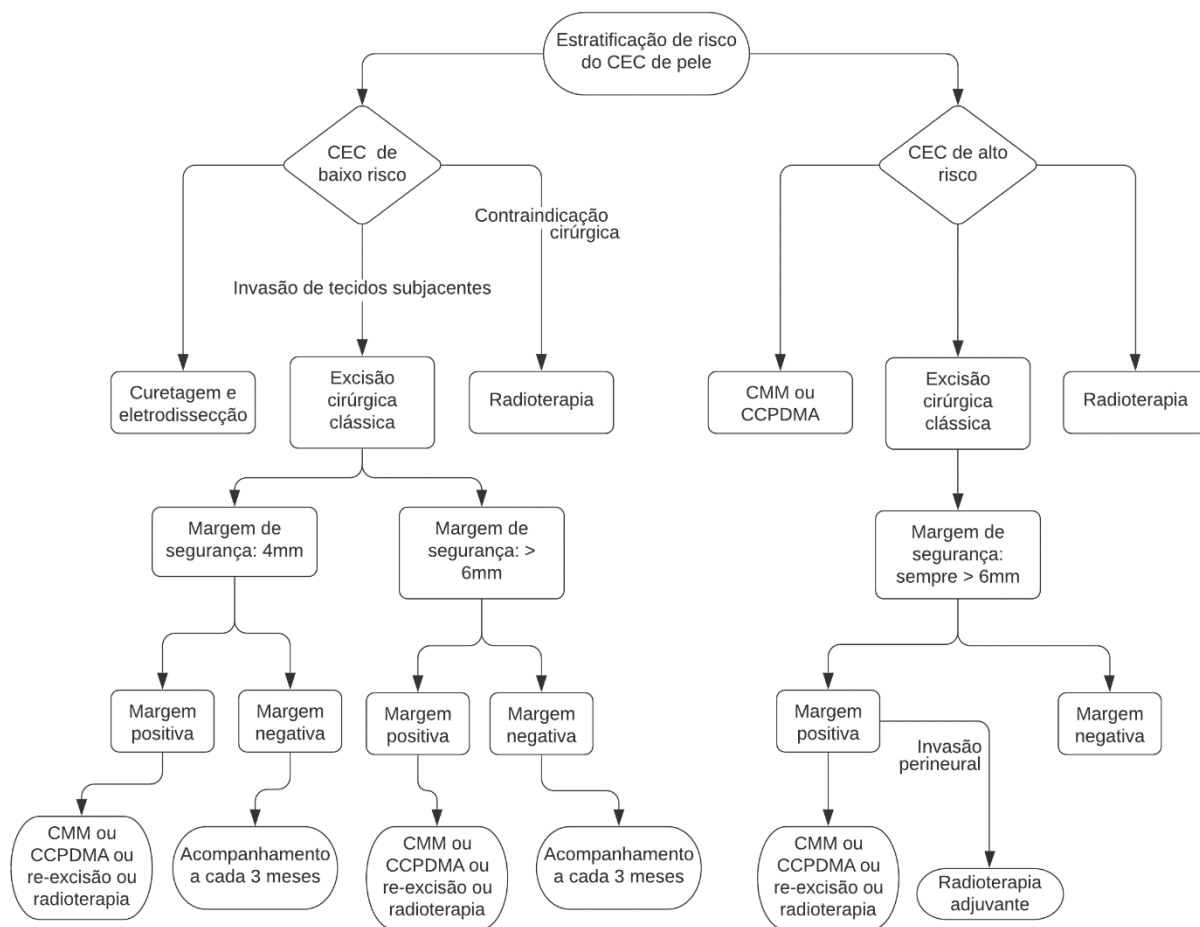 Estratificação de risco
do CEC de pele
CEC de
baixo risco
CEC de alto
risco
Contraindicação
cirúrgica
Invasão de tecidos subjacentes
Curetagem e
eletrodissecção
Excisão
cirúrgica
clássica
Radioterapia
CMM ou
CCPDMA
Excisão
cirúrgica
clássica
Radioterapia
Margem de
segurança: 4mm
Margem de
segurança: >
6mm
Margem de
segurança:
sempre > 6mm
Margem
positiva
Margem
negativa
Margem
positiva
Margem
negativa
Margem
positiva
Margem
negativa
Invasão
perineural
CMM ou
CCPDMA ou
re-excisão ou
radioterapia
Acompanhamento
a cada 3 meses
CMM ou
CCPDMA ou
re-excisão ou
radioterapia
Acompanhamento
a cada 3 meses
CMM ou
CCPDMA ou
re-excisão ou
radioterapia
Radioterapia
adjuvante